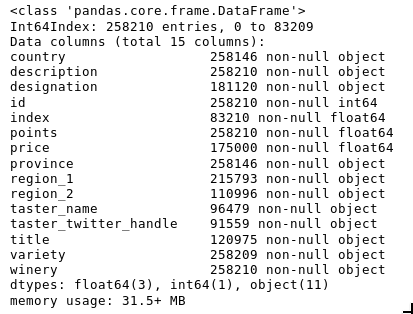 <class 'pandas.core.frame.DataFrame'>
Int64Index: 258210 entries, 0 to 83209
Data columns (total 15 columns):
country                  258146 non-null object
description              258210 non-null object
designation              181120 non-null object
id                       258210 non-null int64
index                    83210 non-null float64
points                   258210 non-null float64
price                    175000 non-null float64
province                 258146 non-null object
region_1                 215793 non-null object
region_2                 110996 non-null object
taster_name              96479 non-null object
taster_twitter_handle    91559 non-null object
title                    120975 non-null object
variety                  258209 non-null object
winery                   258210 non-null object
dtypes: float64(3), int64(1), object(11)
memory usage: 31.5+ MB